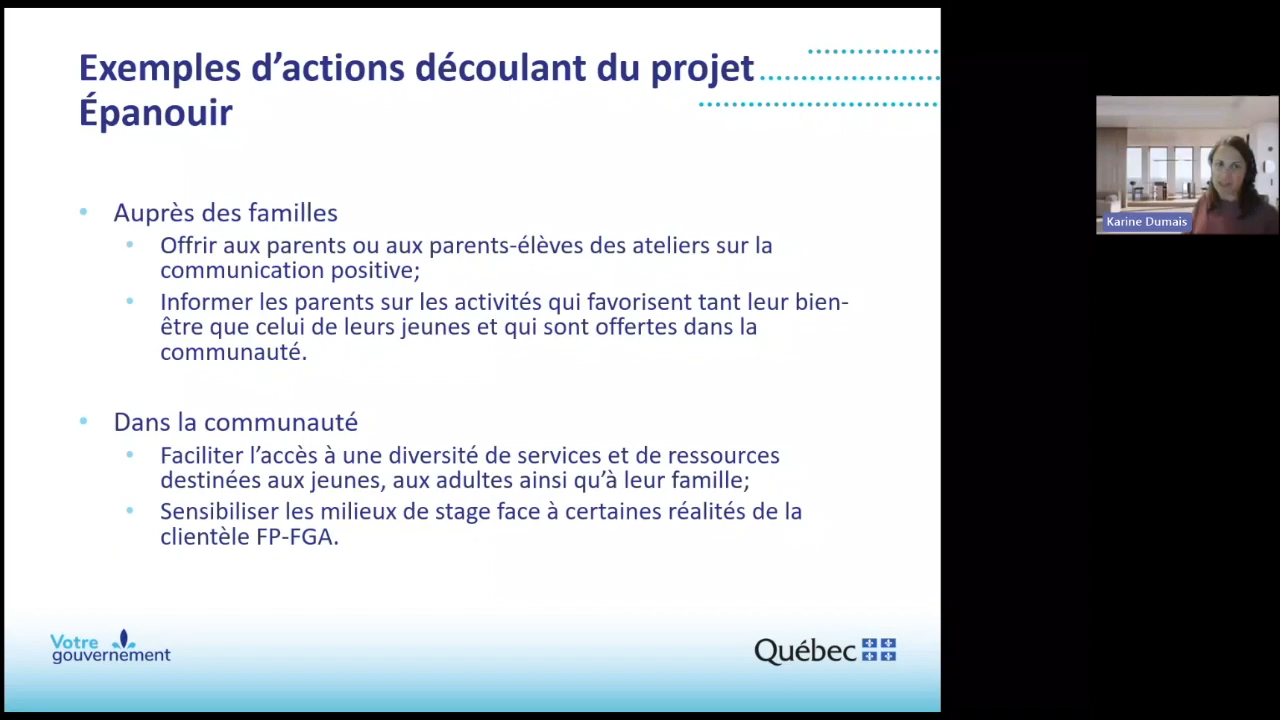 Exemples d’actions découlant du projet
Épanouir
• Auprès des familles
• Offrir aux parents ou aux parents-élèves des ateliers sur la
communication positive;
• Informer les parents sur les activités qui favorisent tant leur bien-
être que celui de leurs jeunes et qui sont offertes dans la
communauté.
• Dans la communauté
• Faciliter l’accès à une diversité de services et de ressources
destinées aux jeunes, aux adultes ainsi qu’à leur famille;
• Sensibiliser les milieux de stage face à certaines réalités de la
clientèle FP-FGA.
Votre
gouvernement
Québec
Karine Dumais